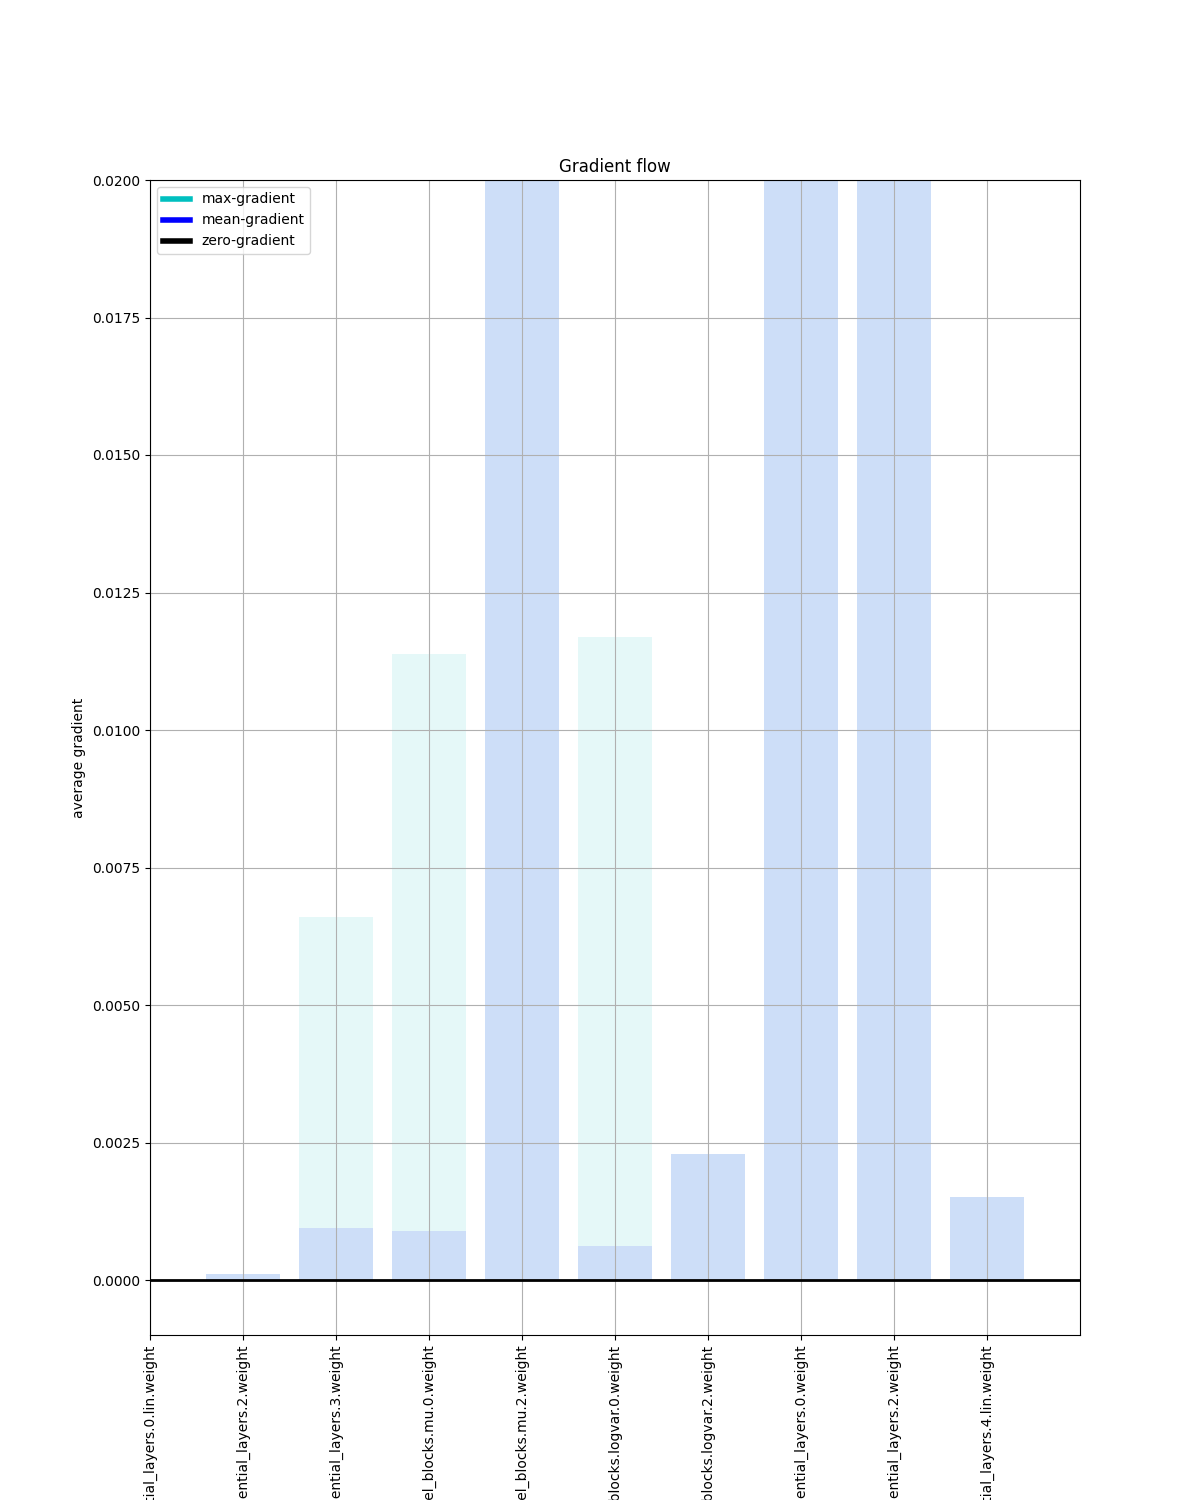 Gradient flow
max-gradient
mean-gradient
zero-gradient
0.0200
0.0175
0.0150
0.0125
0.0100
0.0075
0.0050
0.0025
0.0000
average gradient
tial_layers.0.lin.weight
ential_layers.2.weight
ential_layers.3.weight
el_blocks.mu.0.weight
el_blocks.mu.2.weight
blocks.logvar.0.weight
blocks.logvar.2.weight
ential_layers.0.weight
ential_layers.2.weight
tial_layers.4.lin.weight